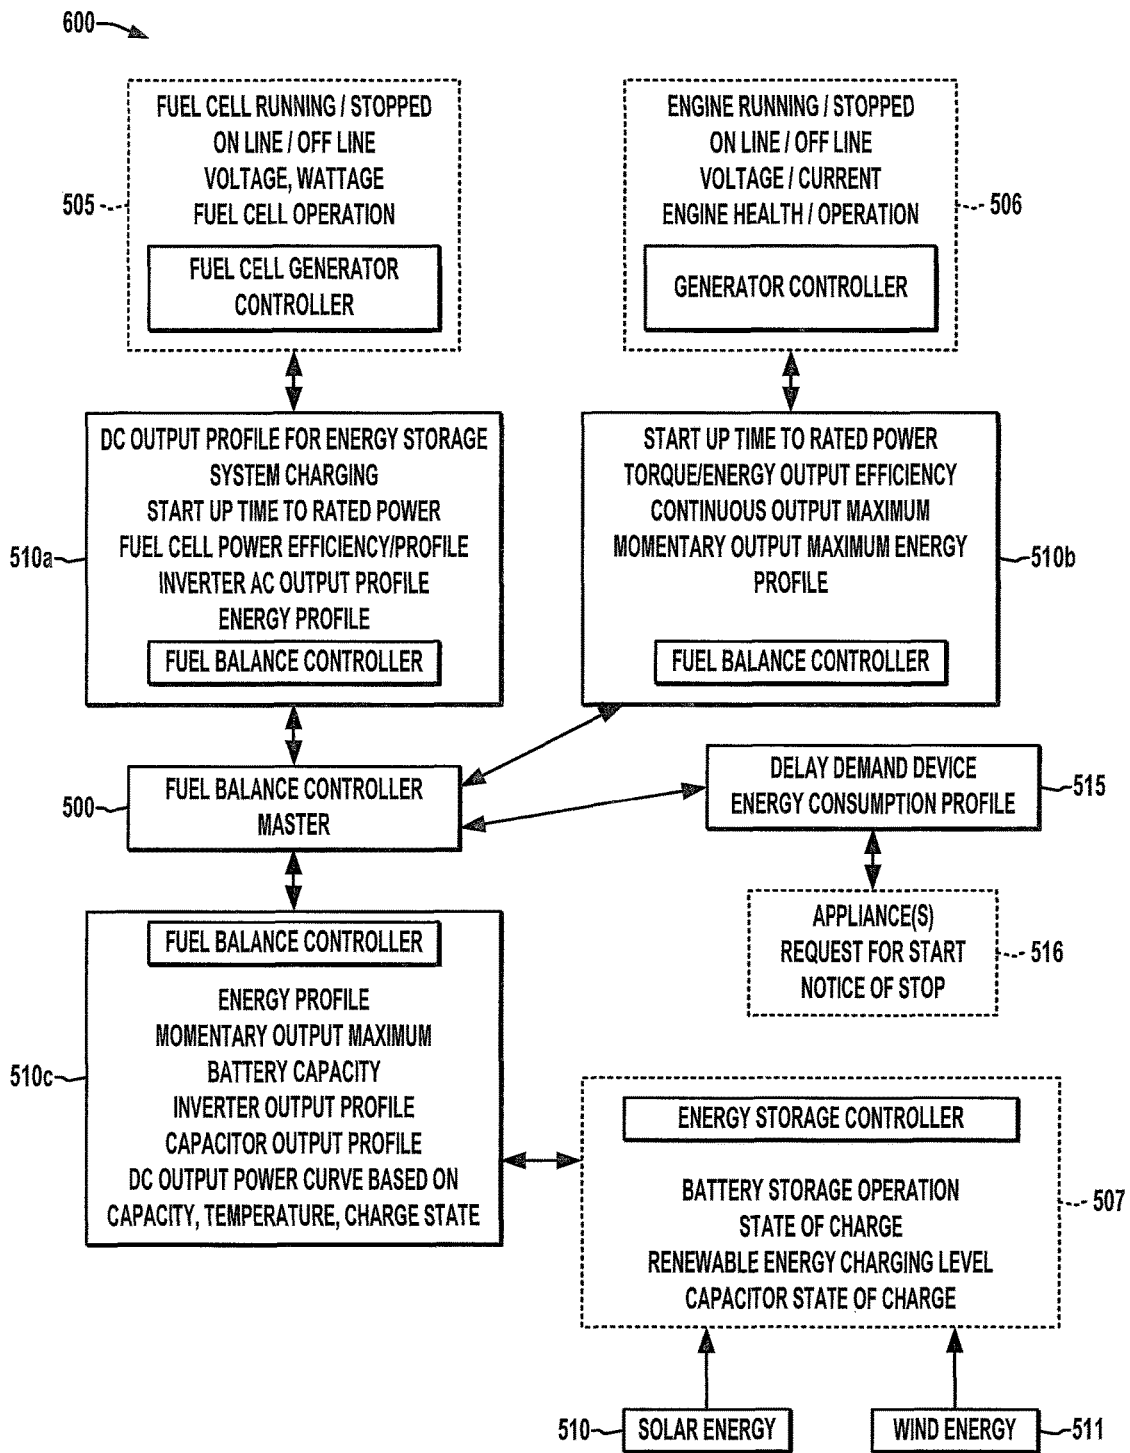 600
FUEL CELL RUNNING / STOPPED
ON LINE / OFF LINE
VOLTAGE, WATTAGE
FUEL CELL OPERATION
FUEL CELL GENERATOR
CONTROLLER
505
ENGINE RUNNING / STOPPED
ON LINE / OFF LINE
VOLTAGE / CURRENT
ENGINE HEALTH / OPERATION
GENERATOR CONTROLLER
506
DC OUTPUT PROFILE FOR ENERGY STORAGE
SYSTEM CHARGING
START UP TIME TO RATED POWER
FUEL CELL POWER EFFICIENCY/PROFILE
INVERTER AC OUTPUT PROFILE
ENERGY PROFILE
FUEL BALANCE CONTROLLER
510a
START UP TIME TO RATED POWER
TORQUE/ENERGY OUTPUT EFFICIENCY
CONTINUOUS OUTPUT MAXIMUM
MOMENTARY OUTPUT MAXIMUM ENERGY
PROFILE
FUEL BALANCE CONTROLLER
510b
500
FUEL BALANCE CONTROLLER
MASTER
DELAY DEMAND DEVICE
ENERGY CONSUMPTION PROFILE
515
APPLIANCE(S)
REQUEST FOR START
NOTICE OF STOP
516
FUEL BALANCE CONTROLLER
ENERGY PROFILE
MOMENTARY OUTPUT MAXIMUM
BATTERY CAPACITY
INVERTER OUTPUT PROFILE
CAPACITOR OUTPUT PROFILE
DC OUTPUT POWER CURVE BASED ON
CAPACITY, TEMPERATURE, CHARGE STATE
510c
ENERGY STORAGE CONTROLLER
BATTERY STORAGE OPERATION
STATE OF CHARGE
RENEWABLE ENERGY CHARGING LEVEL
CAPACITOR STATE OF CHARGE
507
510
SOLAR ENERGY
WIND ENERGY
511